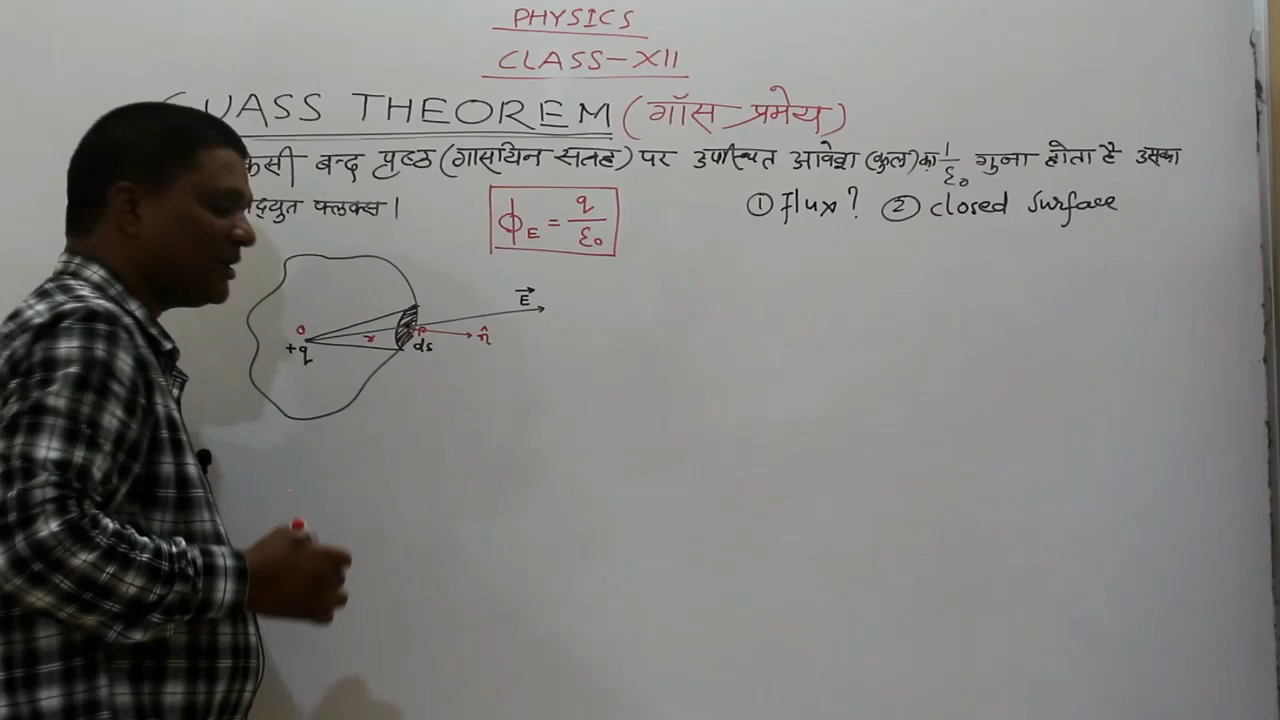 PHYSICS
CLASS-XII
GUASS THEOREM (गॉस प्रमेय)
बन्द पृष्ठ (गासीयन सतह) पर उपस्थित आवेश (कुल) का 1/ε₀ गुना होता है उसका
फ्लक्स।
ϕE = q/ε₀
① flux? ② closed surface
E⃗
O
P
n̂
r
+q
ds